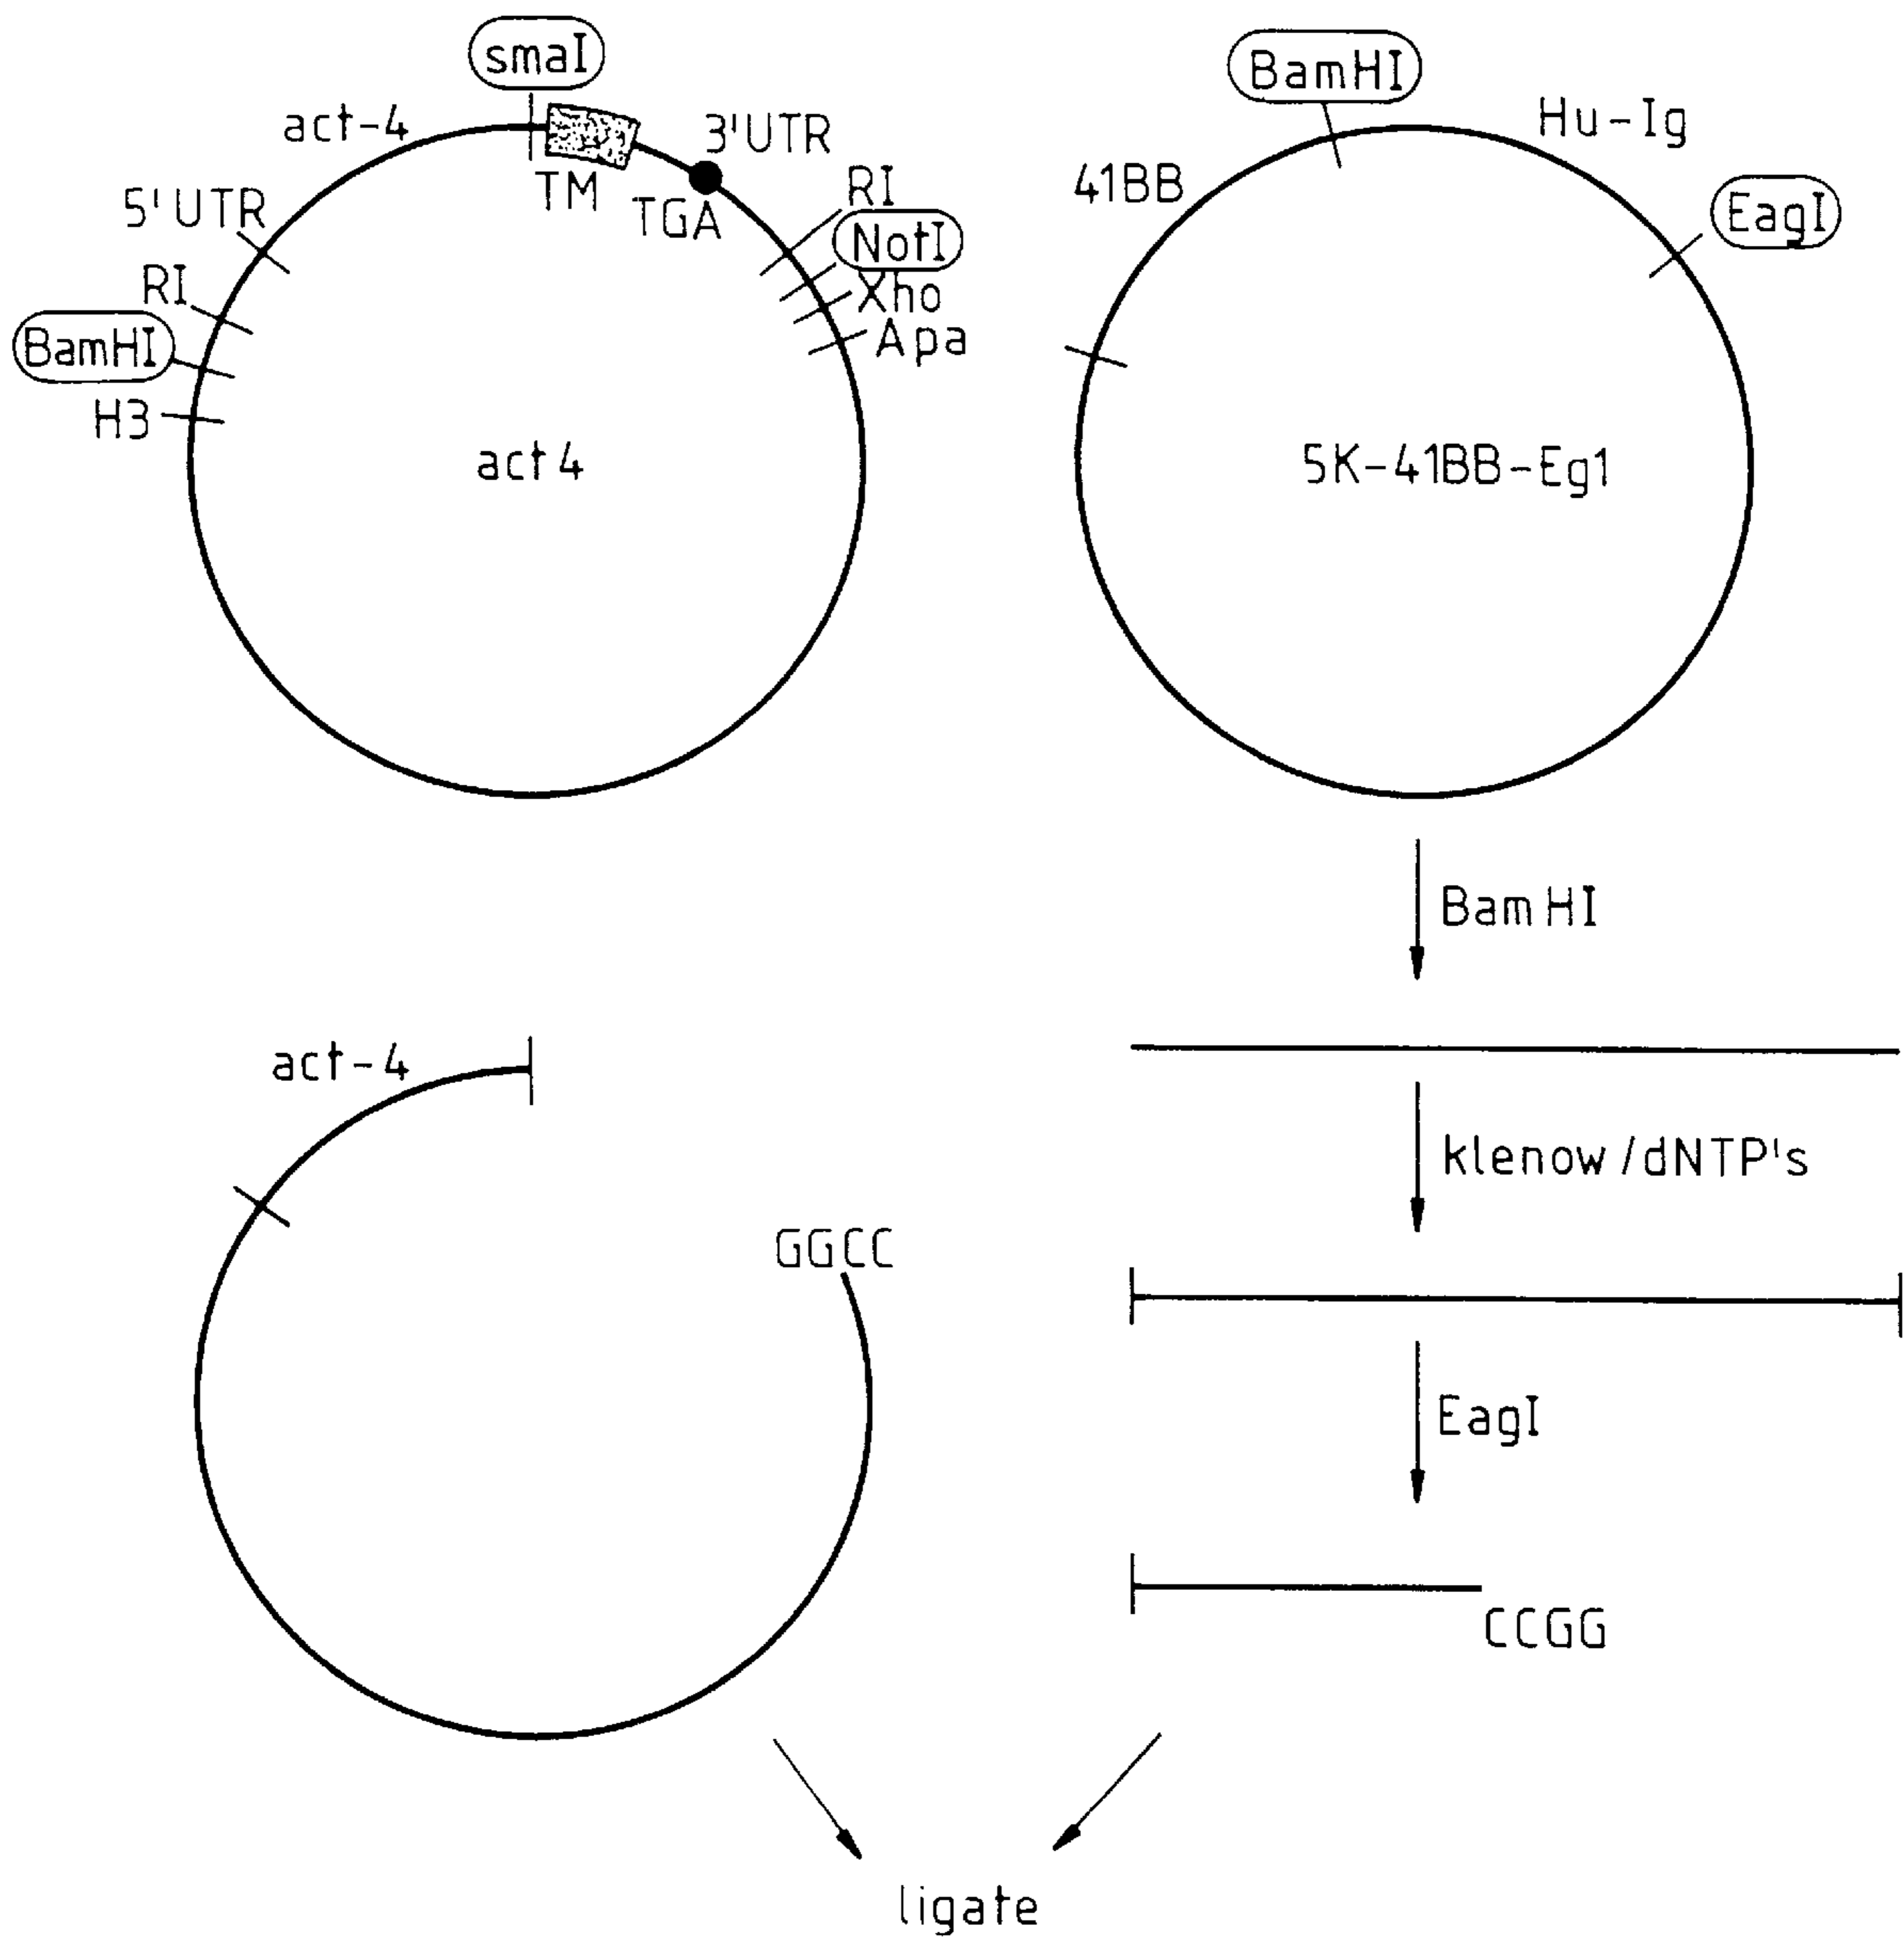 smaI
act-4
3'UTR
TM
TGA
5'UTR
RI
RI
NotI
Xho
Apa
BamHI
H3
act4
BamHI
Hu-Ig
41BB
EagI
5K-41BB-Eg1
BamHI
klenow/dNTP's
EagI
CCGG
act-4
GGCC
ligate